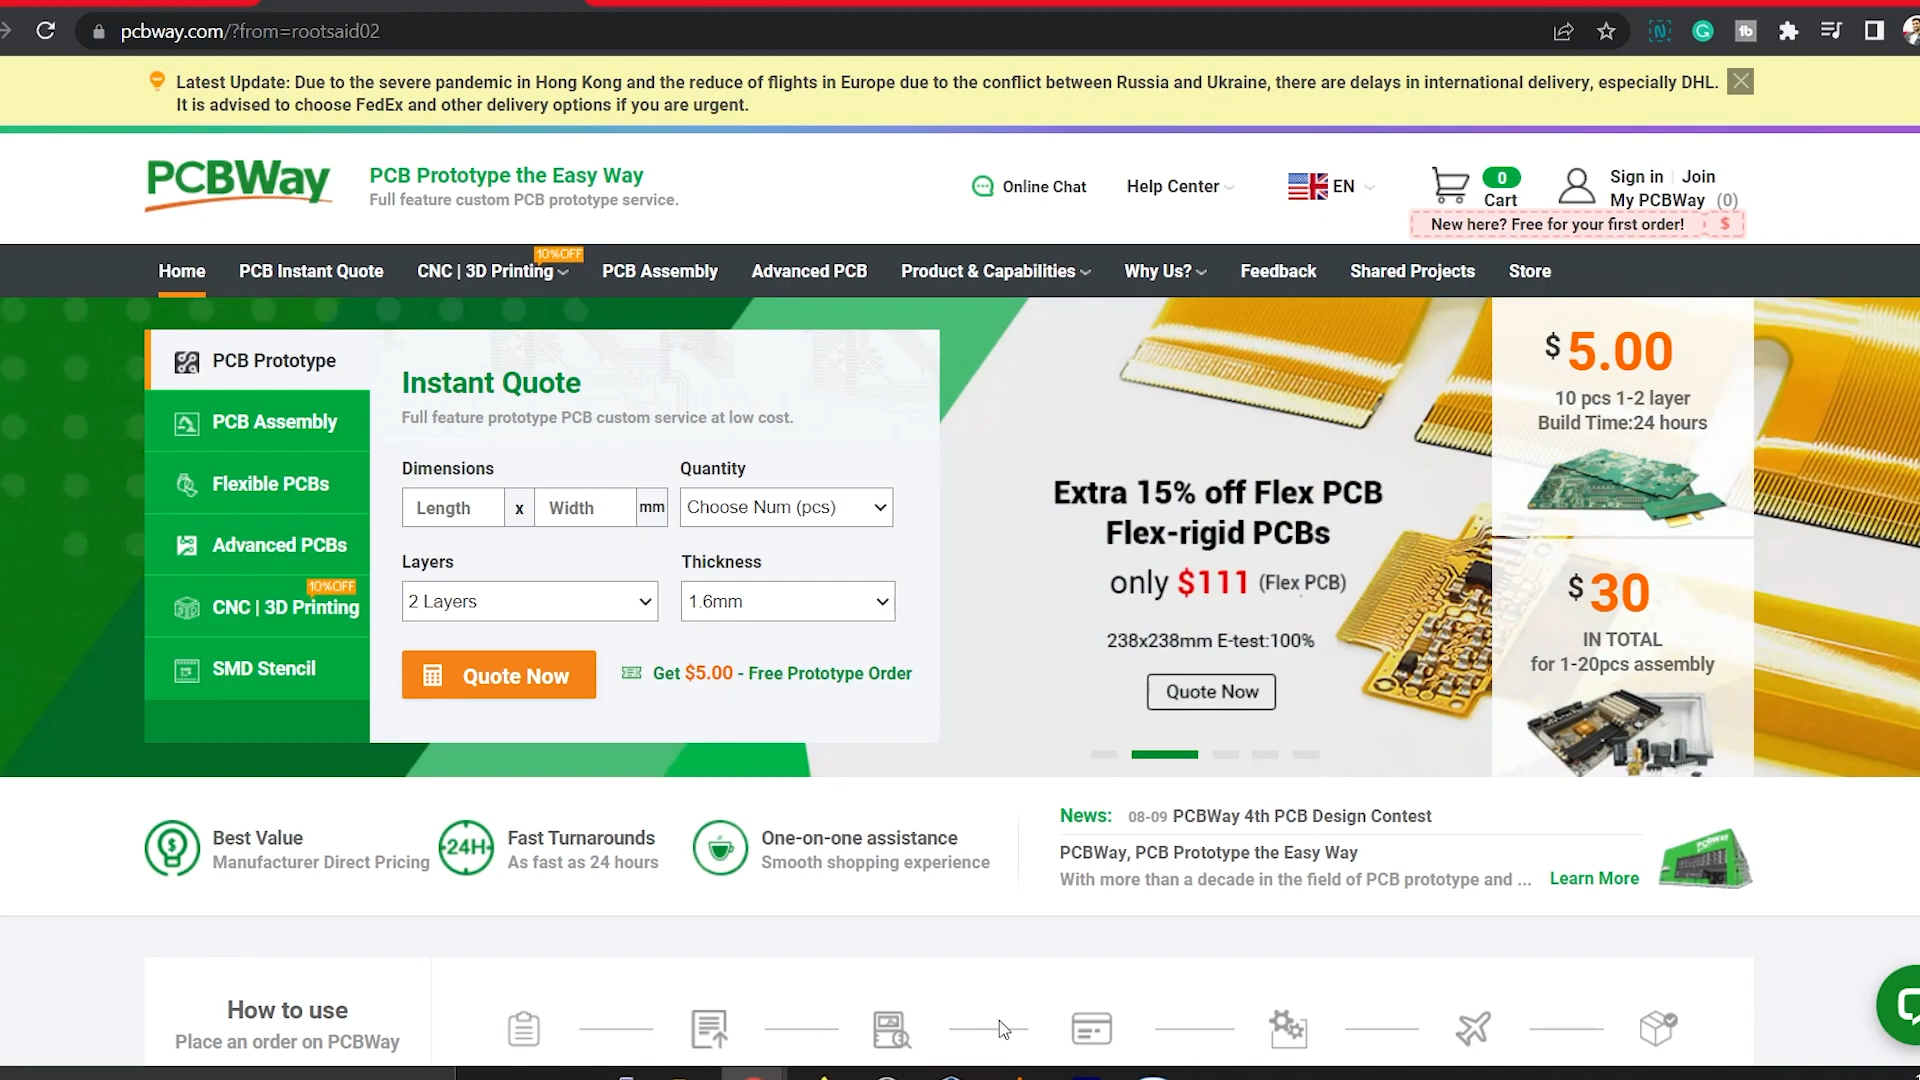 pcbway.com/?from=rootsaid02
Latest Update: Due to the severe pandemic in Hong Kong and the reduce of flights in Europe due to the conflict between Russia and Ukraine, there are delays in international delivery, especially DHL.
It is advised to choose FedEx and other delivery options if you are urgent.
PCBWay
PCB Prototype the Easy Way
Full feature custom PCB prototype service.
Online Chat
Help Center
EN
0
Cart
Sign in | Join
My PCBWay (0)
New here? Free for your first order! $
10%OFF
Home PCB Instant Quote CNC | 3D Printing PCB Assembly Advanced PCB Product & Capabilities Why Us? Feedback Shared Projects Store
PCB Prototype
PCB Assembly
Flexible PCBs
Advanced PCBs
10%OFF
CNC | 3D Printing
SMD Stencil
Instant Quote
Full feature prototype PCB custom service at low cost.
Dimensions Quantity
Length x Width mm Choose Num (pcs)
Layers Thickness
2 Layers 1.6mm
Quote Now Get $5.00 - Free Prototype Order
Extra 15% off Flex PCB
Flex-rigid PCBs
only $111 (Flex PCB)
238x238mm E-test:100%
Quote Now
$5.00
10 pcs 1-2 layer
Build Time:24 hours
$30
IN TOTAL
for 1-20pcs assembly
Best Value
Manufacturer Direct Pricing
24H
Fast Turnarounds
As fast as 24 hours
One-on-one assistance
Smooth shopping experience
News: 08-09 PCBWay 4th PCB Design Contest
PCBWay, PCB Prototype the Easy Way
With more than a decade in the field of PCB prototype and ... Learn More
PCBWay
How to use
Place an order on PCBWay